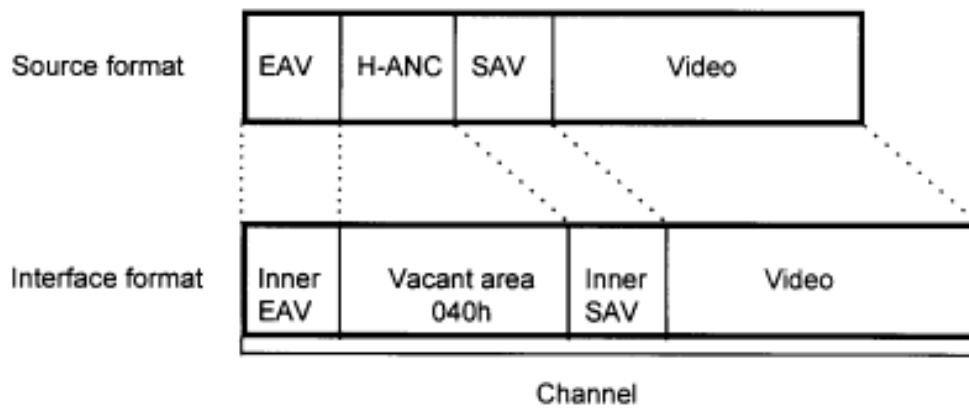 Source format EAV H-ANC SAV Video
Interface format Inner EAV Vacant area 040h Inner SAV Video
Channel